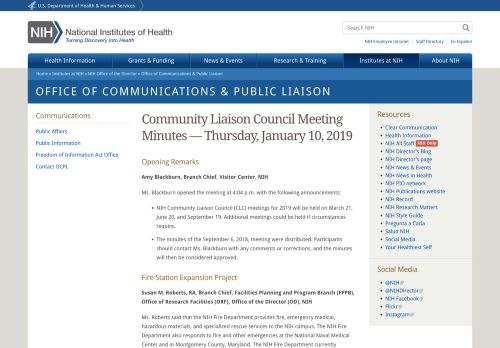 U.S. Department of Health & Human Services
NIH National Institutes of Health
Turning Discovery Into Health
Search NIH
NIH Employee Intranet | Staff Directory | En Español
Health Information
Grants & Funding
News & Events
Research & Training
Institutes at NIH
About NIH
Home » Institutes at NIH » NIH Office of the Director » Office of Communications & Public Liaison
OFFICE OF COMMUNICATIONS & PUBLIC LIAISON
Communications
Public Affairs
Public Information
Freedom of Information Act Office
Contact OCPL
Community Liaison Council Meeting
Minutes — Thursday, January 10, 2019
Opening Remarks
Amy Blackburn, Branch Chief, Visitor Center, NIH
Ms. Blackburn opened the meeting at 4:04 p.m. with the following announcements:
• NIH Community Liaison Council (CLC) meetings for 2019 will be held on March 21,
June 20, and September 19. Additional meetings could be held if circumstances
require.
• The minutes of the September 6, 2018, meeting were distributed. Participants
should contact Ms. Blackburn with any comments or corrections, and the minutes
will then be considered approved.
Fire Station Expansion Project
Susan M. Roberts, RA, Branch Chief, Facilities Planning and Program Branch (FPPB),
Office of Research Facilities (ORF), Office of the Director (OD), NIH
Ms. Roberts said that the NIH Fire Department provides fire, emergency medical,
hazardous materials, and specialized rescue services to the NIH campus. The NIH Fire
Department also responds to fire and other emergencies at the National Naval Medical
Center and in Montgomery County, Maryland. The NIH Fire Department currently
Resources
• Clear Communication
• Health Information
• NIH All Staff NIH Only
• NIH Director's Blog
• NIH Director's page
• NIH News & Events
• NIH News in Health
• NIH PIO network
• NIH Publications website
• NIH Record
• NIH Research Matters
• NIH Style Guide
• Pregunta a Carla
• Salud NIH
• Social Media
• Your Healthiest Self
Social Media
• @NIH
• @NIHDirector
• NIH Facebook
• Flickr
• Instagram